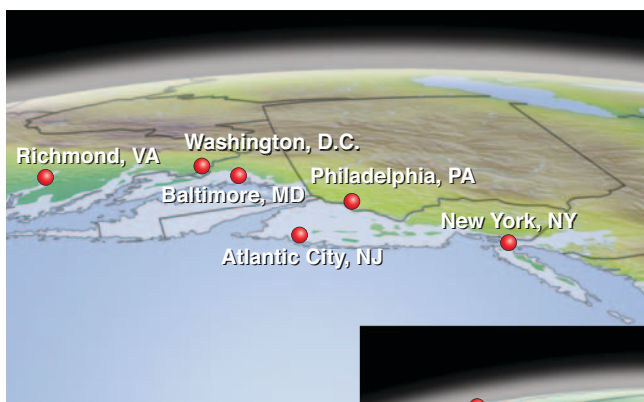 Washington, D.C.
Richmond, VA
Philadelphia, PA
Baltimore, MD
New York, NY
Atlantic City, NJ